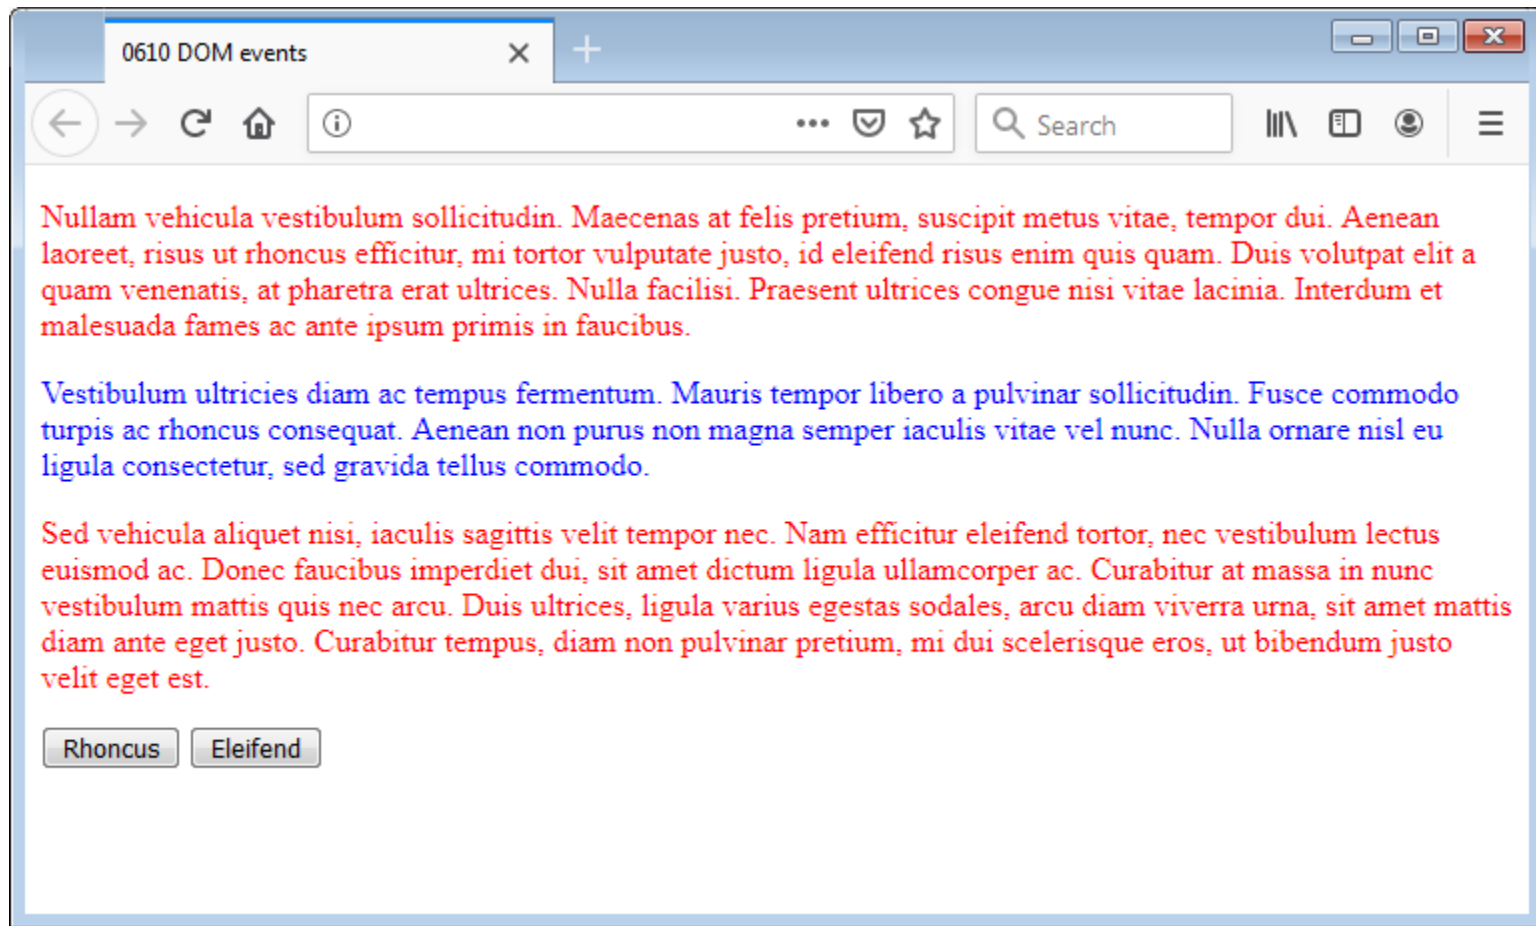 0610 DOM events
Search
Nullam vehicula vestibulum sollicitudin. Maecenas at felis pretium, suscipit metus vitae, tempor dui. Aenean
laoreet, risus ut rhoncus efficitur, mi tortor vulputate justo, id eleifend risus enim quis quam. Duis volutpat elit a
quam venenatis, at pharetra erat ultrices. Nulla facilisi. Praesent ultrices congue nisi vitae lacinia. Interdum et
malesuada fames ac ante ipsum primis in faucibus.
Vestibulum ultricies diam ac tempus fermentum. Mauris tempor libero a pulvinar sollicitudin. Fusce commodo
turpis ac rhoncus consequat. Aenean non purus non magna semper iaculis vitae vel nunc. Nulla ornare nisl eu
ligula consectetur, sed gravida tellus commodo.
Sed vehicula aliquet nisi, iaculis sagittis velit tempor nec. Nam efficitur eleifend tortor, nec vestibulum lectus
euismod ac. Donec faucibus imperdiet dui, sit amet dictum ligula ullamcorper ac. Curabitur at massa in nunc
vestibulum mattis quis nec arcu. Duis ultrices, ligula varius egestas sodales, arcu diam viverra urna, sit amet mattis
diam ante eget justo. Curabitur tempus, diam non pulvinar pretium, mi dui scelerisque eros, ut bibendum justo
velit eget est.
Rhoncus Eleifend